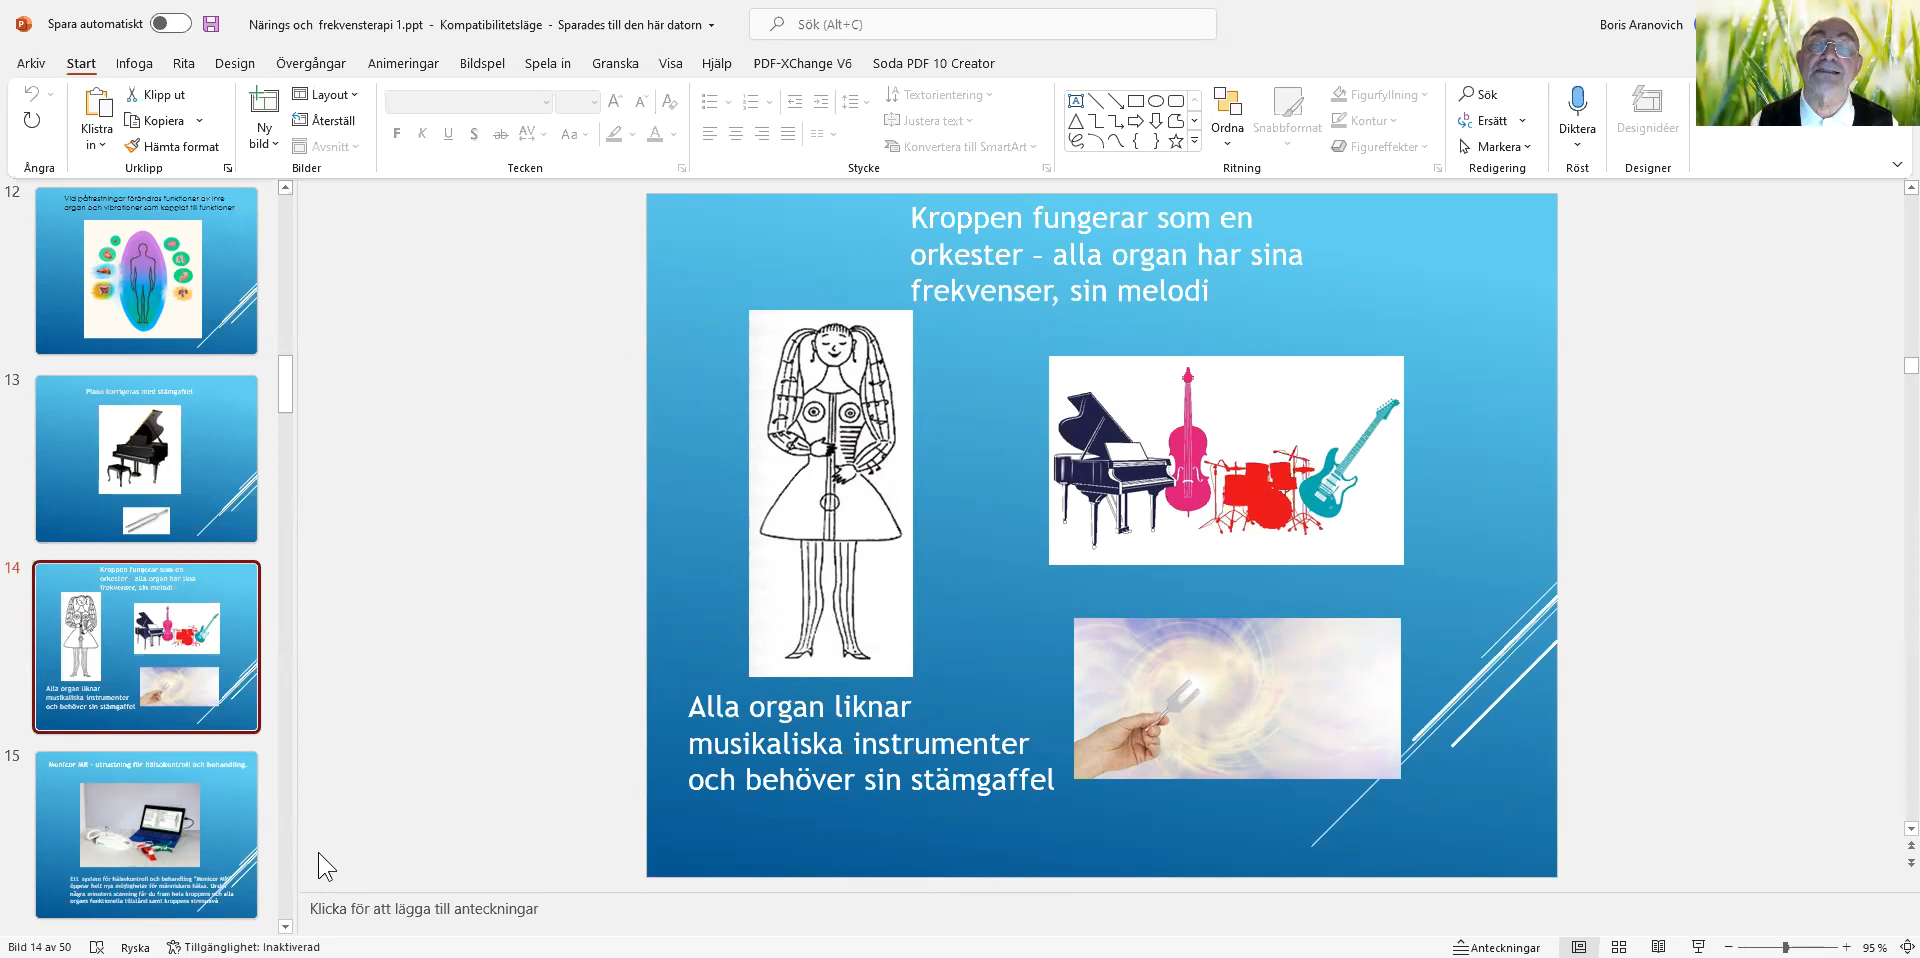 Spara automatiskt
Närings och frekvensterapi 1.ppt - Kompatibilitetsläge - Sparades till den här datorn
Sök (Alt+C)
Boris Aranovich
Arkiv Start Infoga Rita Design Övergångar Animeringar Bildspel Spela in Granska Visa Hjälp PDF-XChange V6 Soda PDF 10 Creator
Klistra in
Klipp ut
Kopiera
Hämta format
Ny bild
Layout
Återställ
Avsnitt
F K U S ab AV Aa A
Textorientering
Justera text
Konvertera till SmartArt
Ordna
Snabbformat
Figurfyllning
Kontur
Figureffekter
Sök
Ersätt
Markera
Diktera
Designidéer
Ångra Urklipp Bilder Tecken Stycke Ritning Redigering Röst Designer
12
Vid påfrestningar förändras funktioner av inre
organ och vibrationer som kopplat till funktioner
13
Piano korrigeras med stämgaffel
14
Kroppen fungerar som en
orkester – alla organ har sina
frekvenser, sin melodi
Alla organ liknar
musikaliska instrumenter
och behöver sin stämgaffel
15
Monicor MR - utrustning för hälsokontroll och behandling.
Ett system för hälsokontroll och behandling "Monicor MR"
öppnar helt nya möjligheter för människans hälsa. Under
några minuters scanning får du fram hela kroppens och alla
organs funktionella tillstånd samt kroppens stressnivå
Kroppen fungerar som en
orkester – alla organ har sina
frekvenser, sin melodi
Alla organ liknar
musikaliska instrumenter
och behöver sin stämgaffel
Klicka för att lägga till anteckningar
Bild 14 av 50 Ryska Tillgänglighet: Inaktiverad Anteckningar 95 %